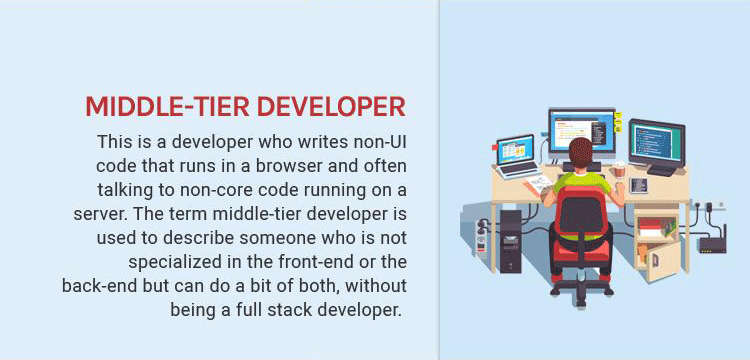 MIDDLE-TIER DEVELOPER
This is a developer who writes non-UI
code that runs in a browser and often
talking to non-core code running on a
server. The term middle-tier developer is
used to describe someone who is not
specialized in the front-end or the
back-end but can do a bit of both, without
being a full stack developer.